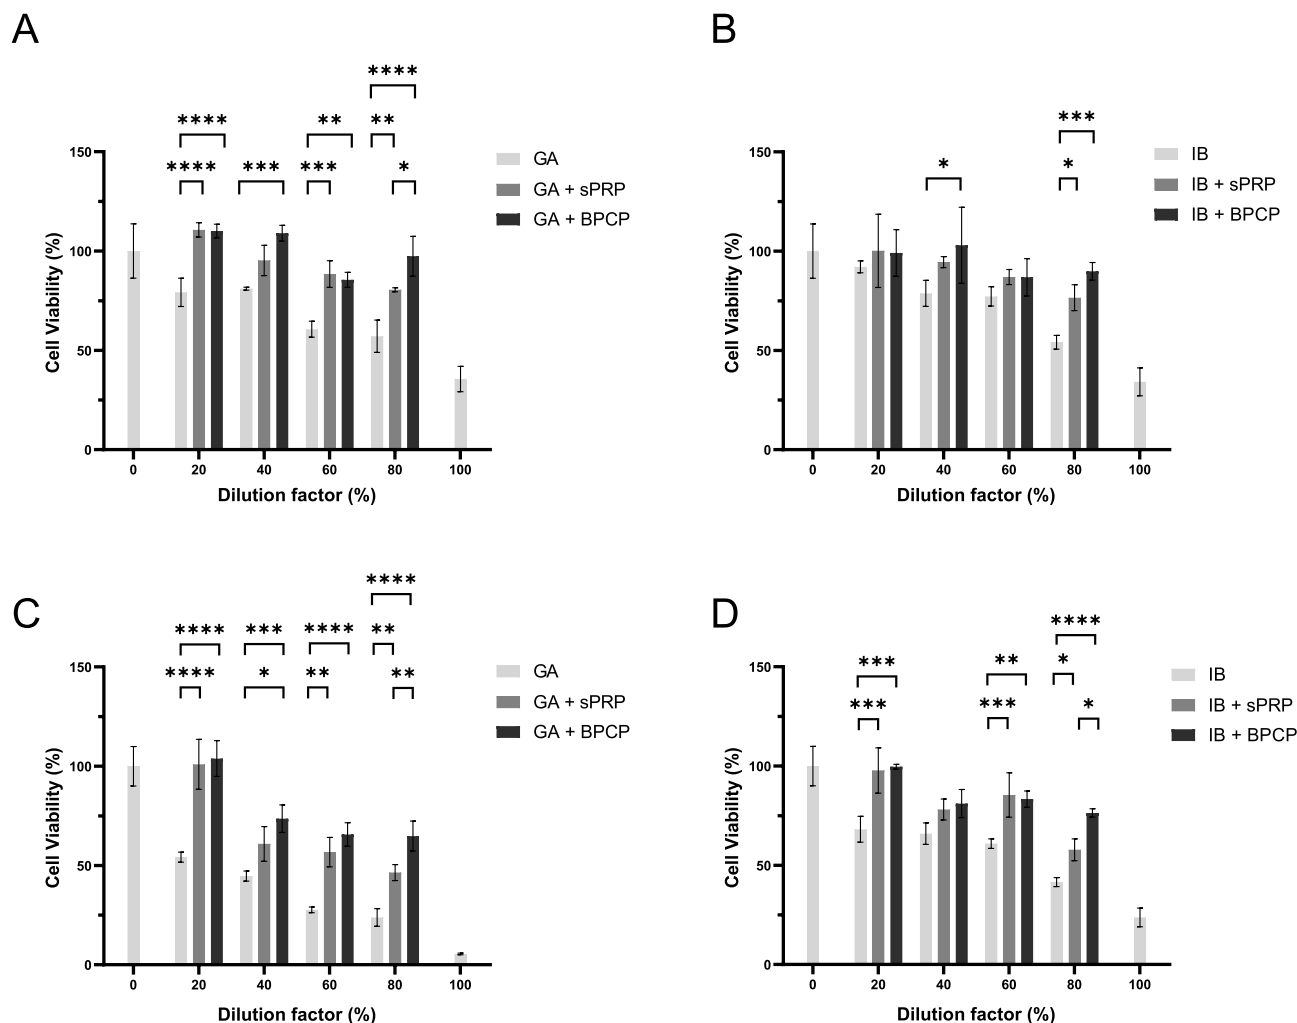 A
B
****
**** ** ** ***
**** *** *** * * *
150
100
50
0
Cell Viability (%)
0 20 40 60 80 100
Dilution factor (%)
GA
GA + sPRP
GA + BPCP
150
100
50
0
Cell Viability (%)
0 20 40 60 80 100
Dilution factor (%)
IB
IB + sPRP
IB + BPCP
C
D
****
**** *** **** **
**** * ** **
150
100
50
0
Cell Viability (%)
0 20 40 60 80 100
Dilution factor (%)
GA
GA + sPRP
GA + BPCP
****
*** ** *
*** *** *
150
100
50
0
Cell Viability (%)
0 20 40 60 80 100
Dilution factor (%)
IB
IB + sPRP
IB + BPCP